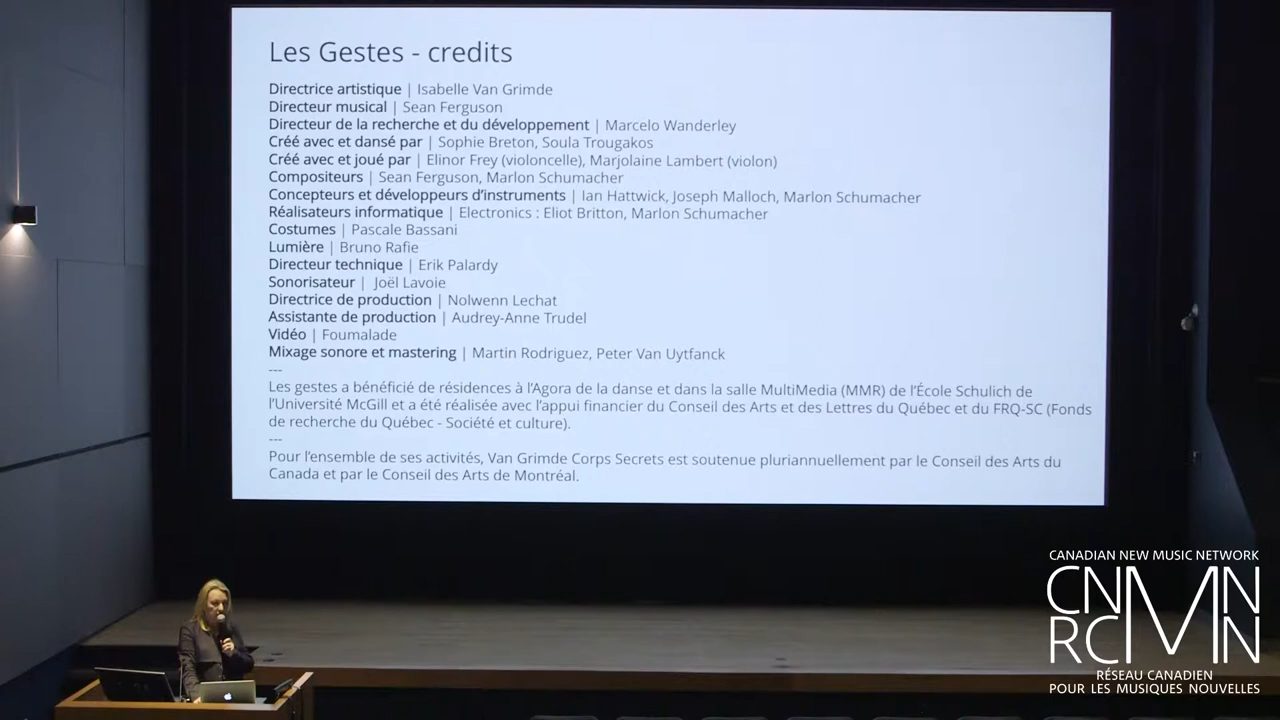 Les Gestes - credits
Directrice artistique | Isabelle Van Grimde
Directeur musical | Sean Ferguson
Directeur de la recherche et du développement | Marcelo Wanderley
Créé avec et dansé par | Sophie Breton, Soula Trougakos
Créé avec et joué par | Elinor Frey (violoncelle), Marjolaine Lambert (violon)
Compositeurs | Sean Ferguson, Marlon Schumacher
Concepteurs et développeurs d’instruments | Ian Hattwick, Joseph Malloch, Marlon Schumacher
Réalisateurs informatique | Electronics : Eliot Britton, Marlon Schumacher
Costumes | Pascale Bassani
Lumière | Bruno Rafie
Directeur technique | Erik Palardy
Sonorisateur | Joël Lavoie
Directrice de production | Nolwenn Lechat
Assistante de production | Audrey-Anne Trudel
Vidéo | Foumalade
Mixage sonore et mastering | Martin Rodriguez, Peter Van Uytfanck
---
Les gestes a bénéficié de résidences à l’Agora de la danse et dans la salle MultiMedia (MMR) de l’École Schulich de
l’Université McGill et a été réalisée avec l’appui financier du Conseil des Arts et des Lettres du Québec et du FRQ-SC (Fonds
de recherche du Québec - Société et culture).
---
Pour l’ensemble de ses activités, Van Grimde Corps Secrets est soutenue pluriannuellement par le Conseil des Arts du
Canada et par le Conseil des Arts de Montréal.
CANADIAN NEW MUSIC NETWORK
CNMN
RCMN
RÉSEAU CANADIEN
POUR LES MUSIQUES NOUVELLES